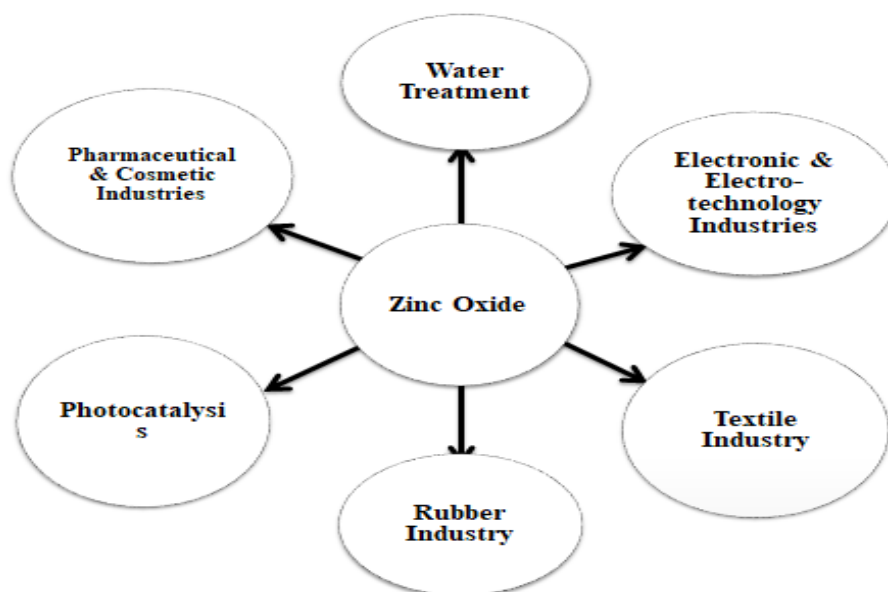 Water
Treatment
Pharmaceutical
& Cosmetic
Industries
Electronic &
Electro-
technology
Industries
Zinc Oxide
Photocatalysi
s
Textile
Industry
Rubber
Industry